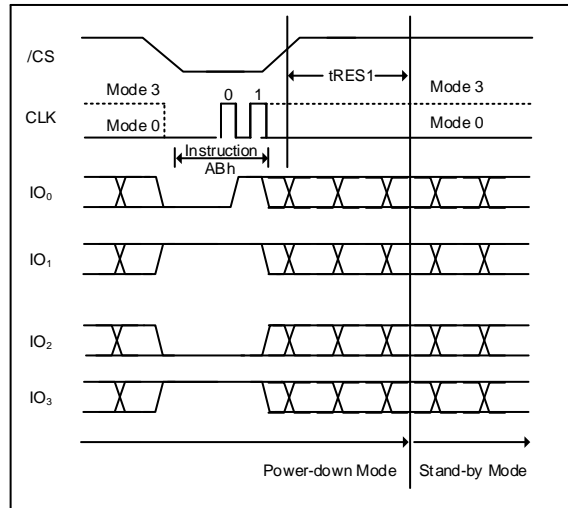 /CS
tRES1
Mode 3
0 1
Mode 3
CLK
Mode 0
Mode 0
Instruction
ABh
IO₀
IO₁
IO₂
IO₃
Power-down Mode
Stand-by Mode